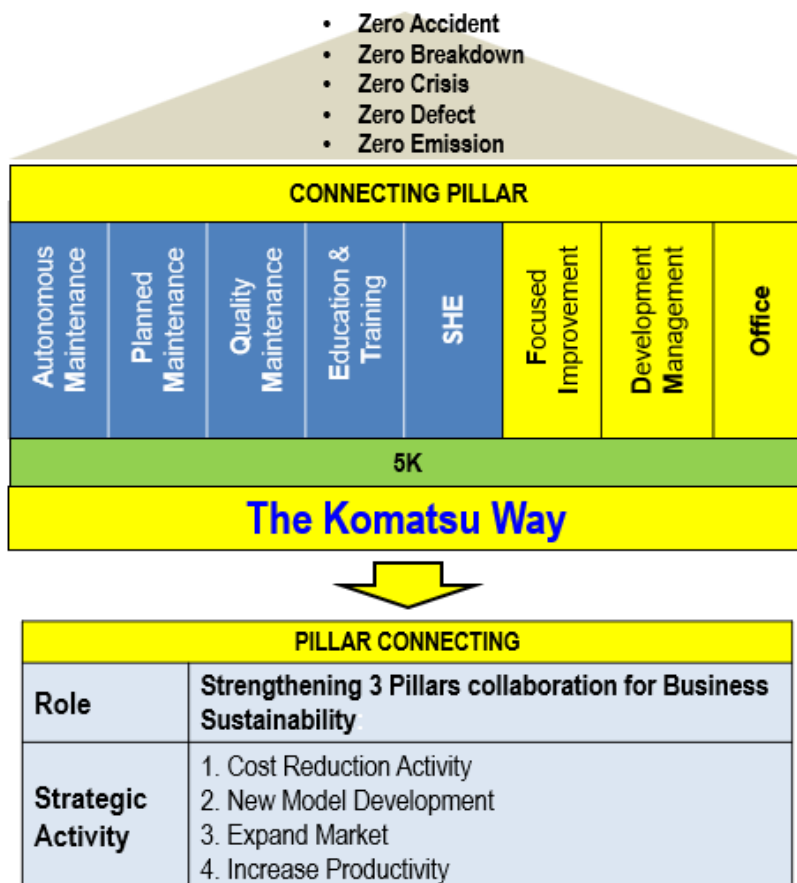 • Zero Accident
• Zero Breakdown
• Zero Crisis
• Zero Defect
• Zero Emission
CONNECTING PILLAR
Autonomous
Maintenance
Planned
Maintenance
Quality
Maintenance
Education &
Training
SHE
Focused
Improvement
Development
Management
Office
5K
The Komatsu Way
PILLAR CONNECTING
Role
Strengthening 3 Pillars collaboration for Business
Sustainability:
Strategic
Activity
1. Cost Reduction Activity
2. New Model Development
3. Expand Market
4. Increase Productivity